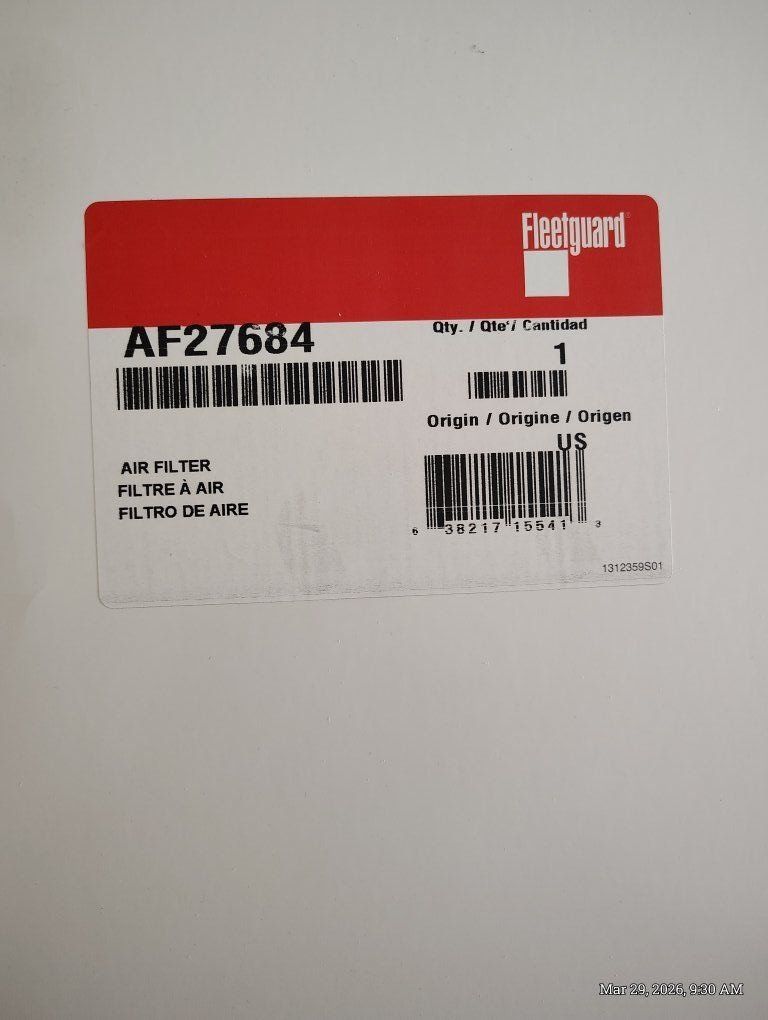 Fleetguard®
AF27684
Qty. / Qte / Cantidad
1
Origin / Origine / Origen
US
AIR FILTER
FILTRE À AIR
FILTRO DE AIRE
6 38217 15541 3
1312359S01
Mar 29, 2026, 9:30 AM